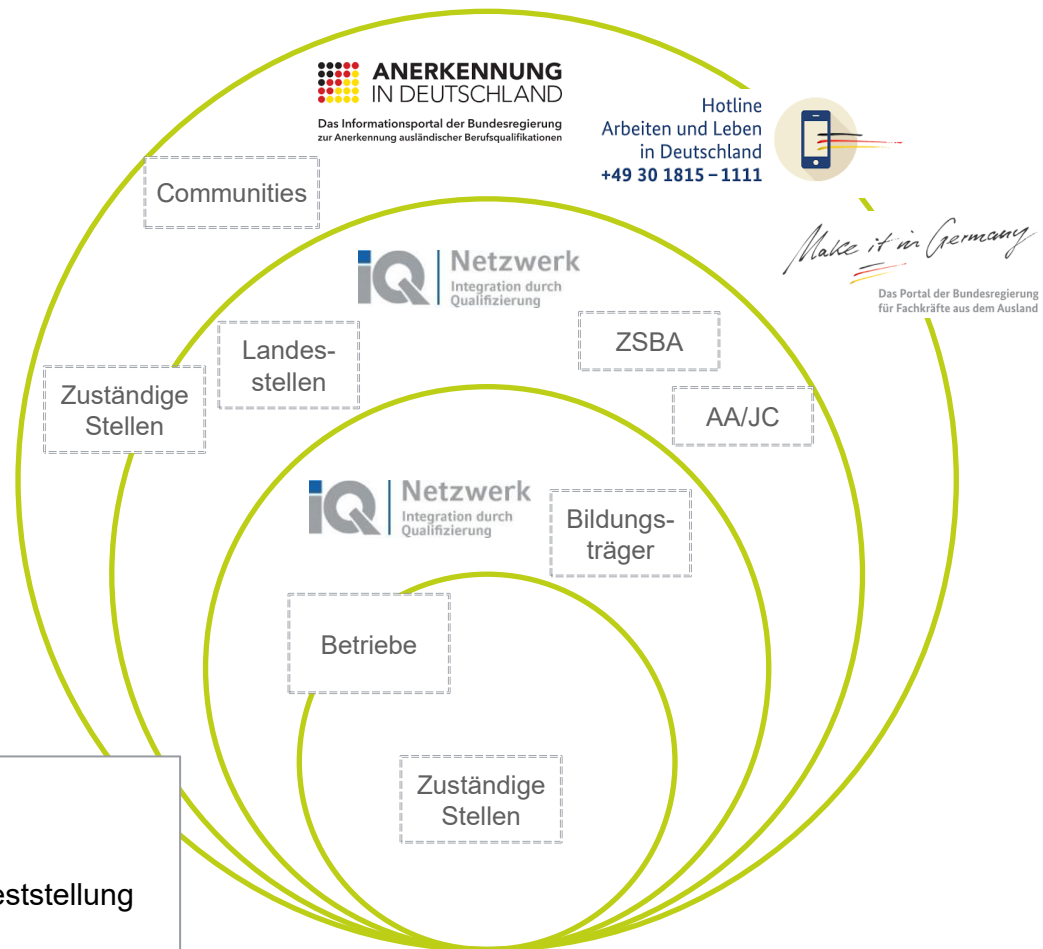 ANERKENNUNG
IN DEUTSCHLAND
Das Informationsportal der Bundesregierung
zur Anerkennung ausländischer Berufsqualifikationen
Hotline
Arbeiten und Leben
in Deutschland
+49 30 1815 – 1111
Communities
Make it in Germany
Das Portal der Bundesregierung
für Fachkräfte aus dem Ausland
iQ Netzwerk
Integration durch
Qualifizierung
ZSBA
Landes-
stellen
Zuständige
Stellen
AA/JC
iQ Netzwerk
Integration durch
Qualifizierung
Bildungs-
träger
Betriebe
Zuständige
Stellen
eststellung